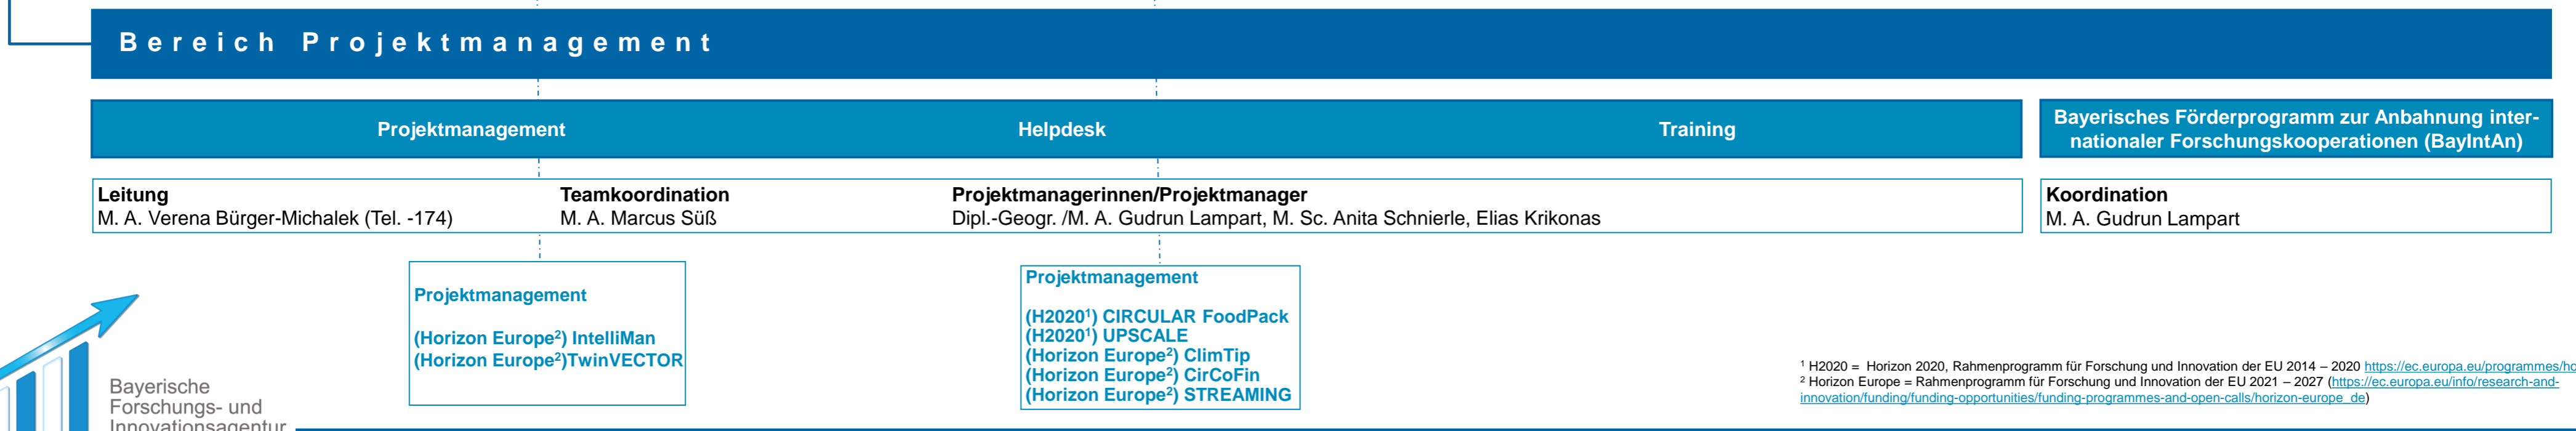 Bereich Projektmanagement
Projektmanagement
Helpdesk
Training
Bayerisches Förderprogramm zur Anbahnung inter-
nationaler Forschungskooperationen (BayIntAn)
Leitung
M. A. Verena Bürger-Michalek (Tel. -174)
Teamkoordination
M. A. Marcus Süß
Projektmanagerinnen/Projektmanager
Dipl.-Geogr. /M. A. Gudrun Lampart, M. Sc. Anita Schnierle, Elias Krikonas
Koordination
M. A. Gudrun Lampart
Projektmanagement
(Horizon Europe²) IntelliMan
(Horizon Europe²)TwinVECTOR
Projektmanagement
(H2020¹) CIRCULAR FoodPack
(H2020¹) UPSCALE
(Horizon Europe²) ClimTip
(Horizon Europe²) CirCoFin
(Horizon Europe²) STREAMING
Bayerische
Forschungs- und
Innovationsagentur
¹ H2020 = Horizon 2020, Rahmenprogramm für Forschung und Innovation der EU 2014 – 2020 https://ec.europa.eu/programmes/ho
² Horizon Europe = Rahmenprogramm für Forschung und Innovation der EU 2021 – 2027 (https://ec.europa.eu/info/research-and-
innovation/funding/funding-opportunities/funding-programmes-and-open-calls/horizon-europe_de)